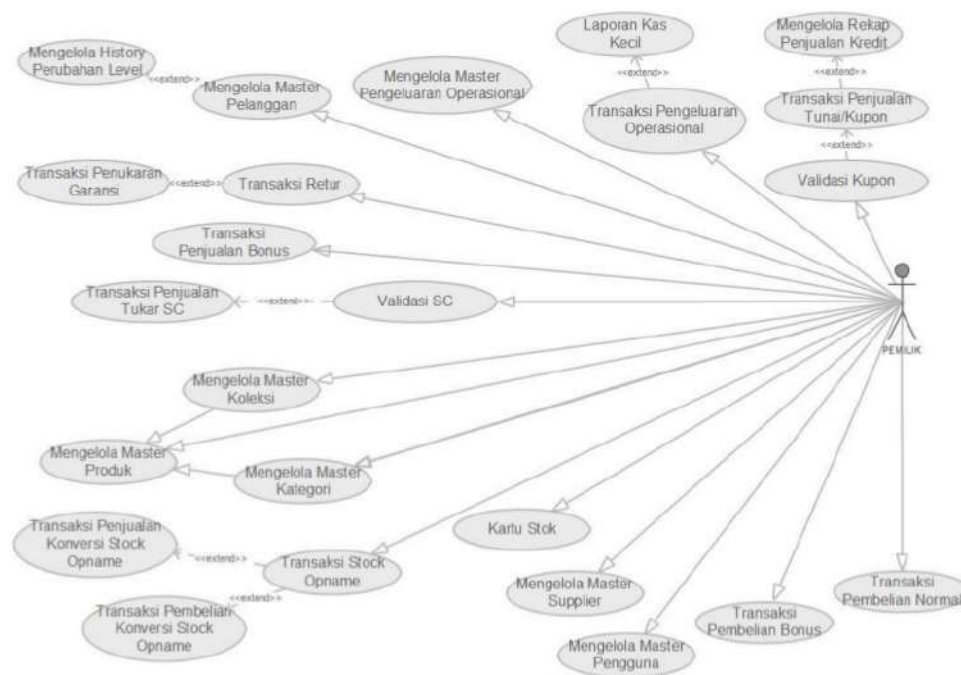 Laporan Kas
Kecil
Mengelola Rekap
Penjualan Kredit
Mengelola History
Perubahan Level
<<extend>>
Mengelola Master
Pelanggan
Mengelola Master
Pengeluaran Operasional
<<extend>>
Transaksi Pengeluaran
Operasional
<<extend>>
Transaksi Penjualan
Tunai/Kupon
<<extend>>
Validasi Kupon
Transaksi Penukaran
Garansi
<<extend>>
Transaksi Retur
Transaksi
Penjualan Bonus
Transaksi Penjualan
Tukar SC
<<extend>>
Validasi SC
PEMILIK
Mengelola Master
Koleksi
Mengelola Master
Produk
Mengelola Master
Kategori
Transaksi Penjualan
Konversi Stock
Opname
<<extend>>
Transaksi Stock
Opname
<<extend>>
Transaksi Pembelian
Konversi Stock
Opname
Kartu Stok
Mengelola Master
Supplier
Mengelola Master
Pengguna
Transaksi
Pembelian Bonus
Transaksi
Pembelian Normal